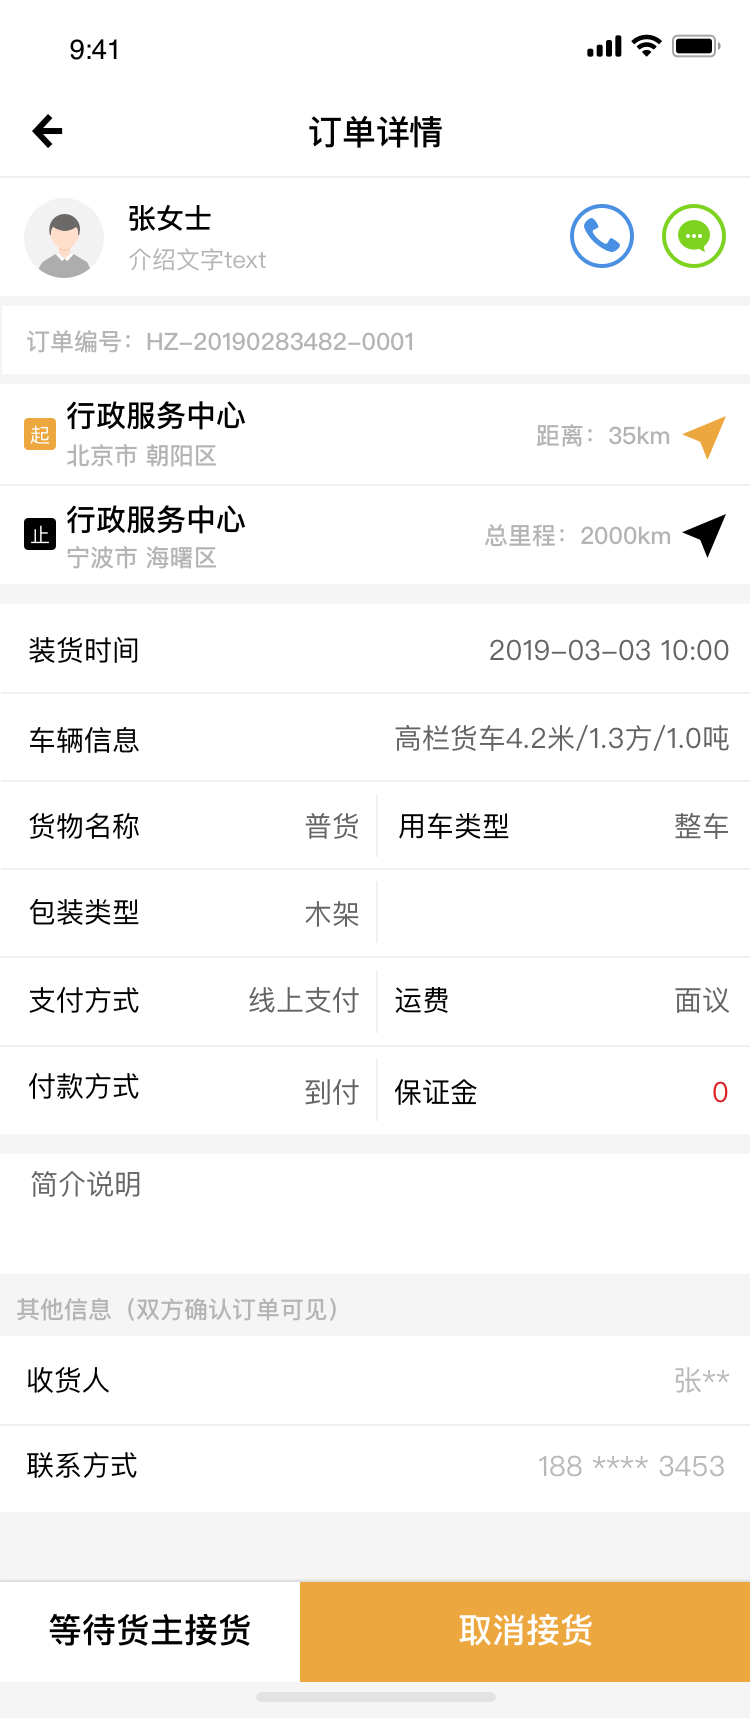 9:41
订单详情
张女士
介绍文字text
订单编号：HZ-20190283482-0001
行政服务中心
起
北京市 朝阳区
距离：35km
行政服务中心
止
宁波市 海曙区
总里程：2000km
装货时间 2019-03-03 10:00
车辆信息 高栏货车4.2米/1.3方/1.0吨
货物名称 普货 用车类型 整车
包装类型 木架
支付方式 线上支付 运费 面议
付款方式 到付 保证金 0
简介说明
其他信息（双方确认订单可见）
收货人 张**
联系方式 188 **** 3453
等待货主接货 取消接货